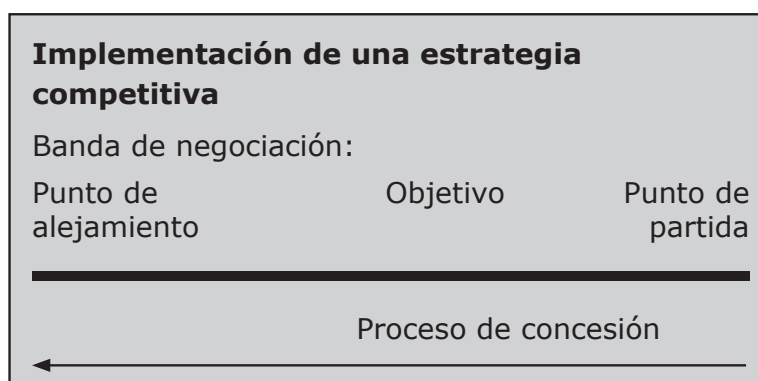 Implementación de una estrategia
competitiva
Banda de negociación:
Punto de alejamiento
Objetivo
Punto de partida
Proceso de concesión